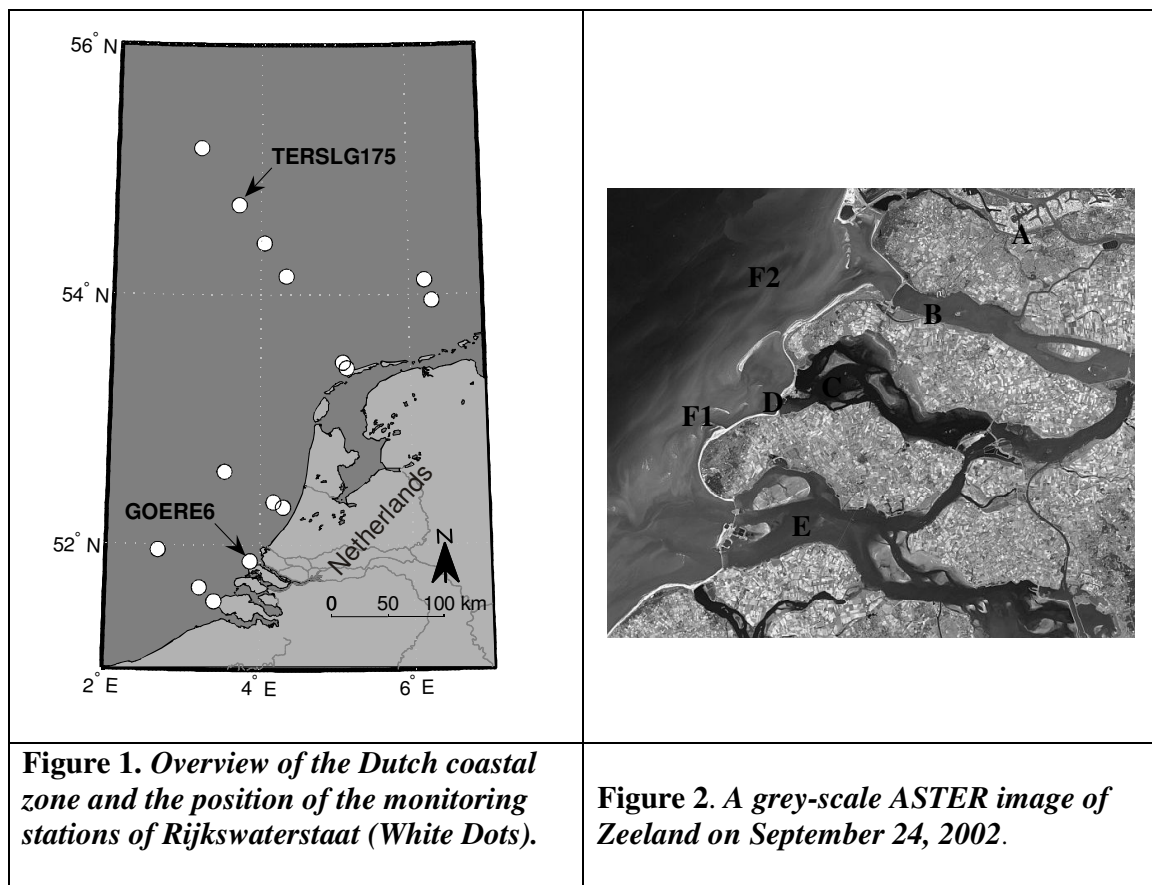 56° N
TERSLG175
54° N
GOERE6
52° N
Netherlands
N
0 50 100 km
2° E
4° E
6° E
A
F2
B
C
D
F1
E
Figure 1. Overview of the Dutch coastal
zone and the position of the monitoring
stations of Rijkswaterstaat (White Dots).
Figure 2. A grey-scale ASTER image of
Zeeland on September 24, 2002.